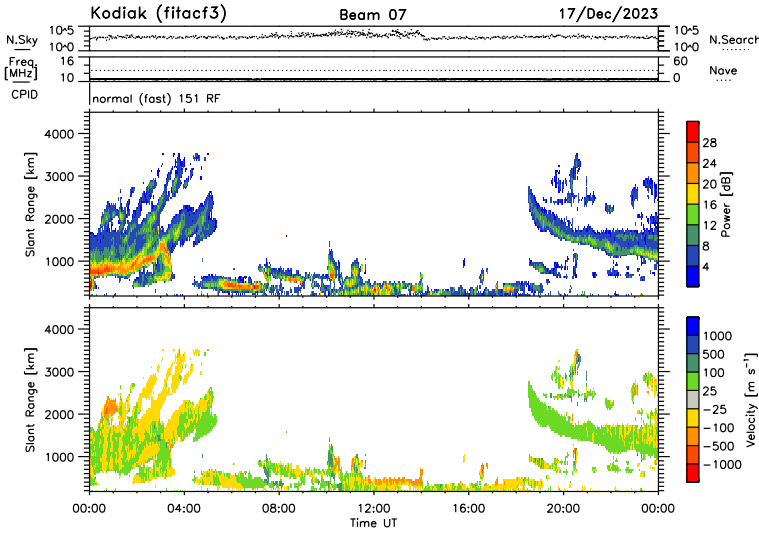 Kodiak (fitacf3) Beam 07 17/Dec/2023
N.Sky 10^5 10^0 10^5 10^0 N.Search
Freq. [MHz] 16 10 60 0 Nave
CPID normal (fast) 151 RF
Slant Range [km] 4000 3000 2000 1000
Power [dB] 28 24 20 16 12 8 4
Slant Range [km] 4000 3000 2000 1000
Velocity [m s⁻¹] 1000 500 100 25 −25 −100 −500 −1000
00:00 04:00 08:00 12:00 16:00 20:00 00:00
Time UT